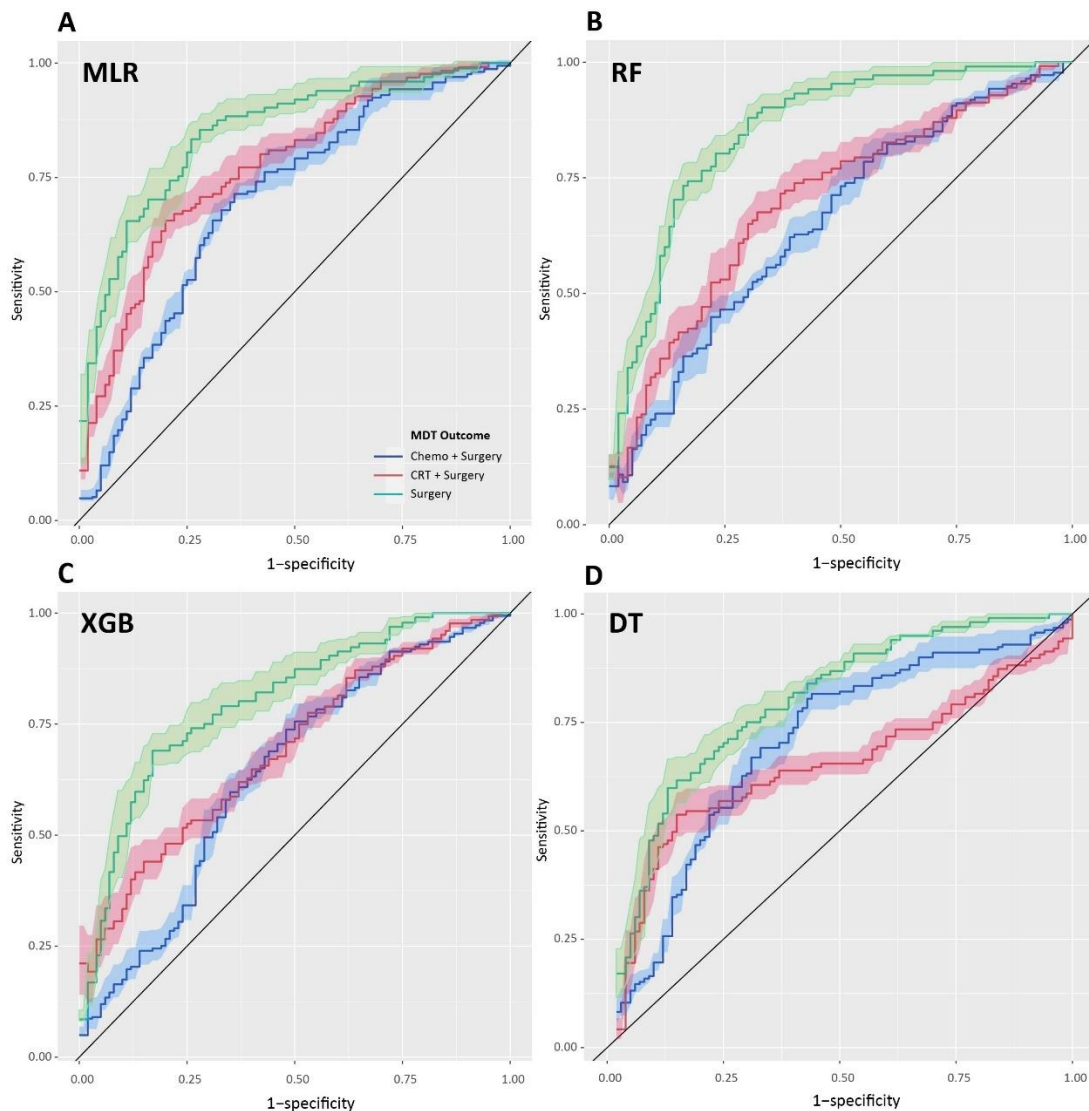 A
MLR
1.00
0.75
0.50
0.25
0.00
Sensitivity
MDT Outcome
Chemo + Surgery
CRT + Surgery
Surgery
0.00 0.25 0.50 0.75 1.00
1−specificity
B
RF
1.00
0.75
0.50
0.25
0.00
Sensitivity
0.00 0.25 0.50 0.75 1.00
1−specificity
C
XGB
1.00
0.75
0.50
0.25
0.00
Sensitivity
0.00 0.25 0.50 0.75 1.00
1−specificity
D
DT
1.00
0.75
0.50
0.25
0.00
Sensitivity
0.00 0.25 0.50 0.75 1.00
1−specificity